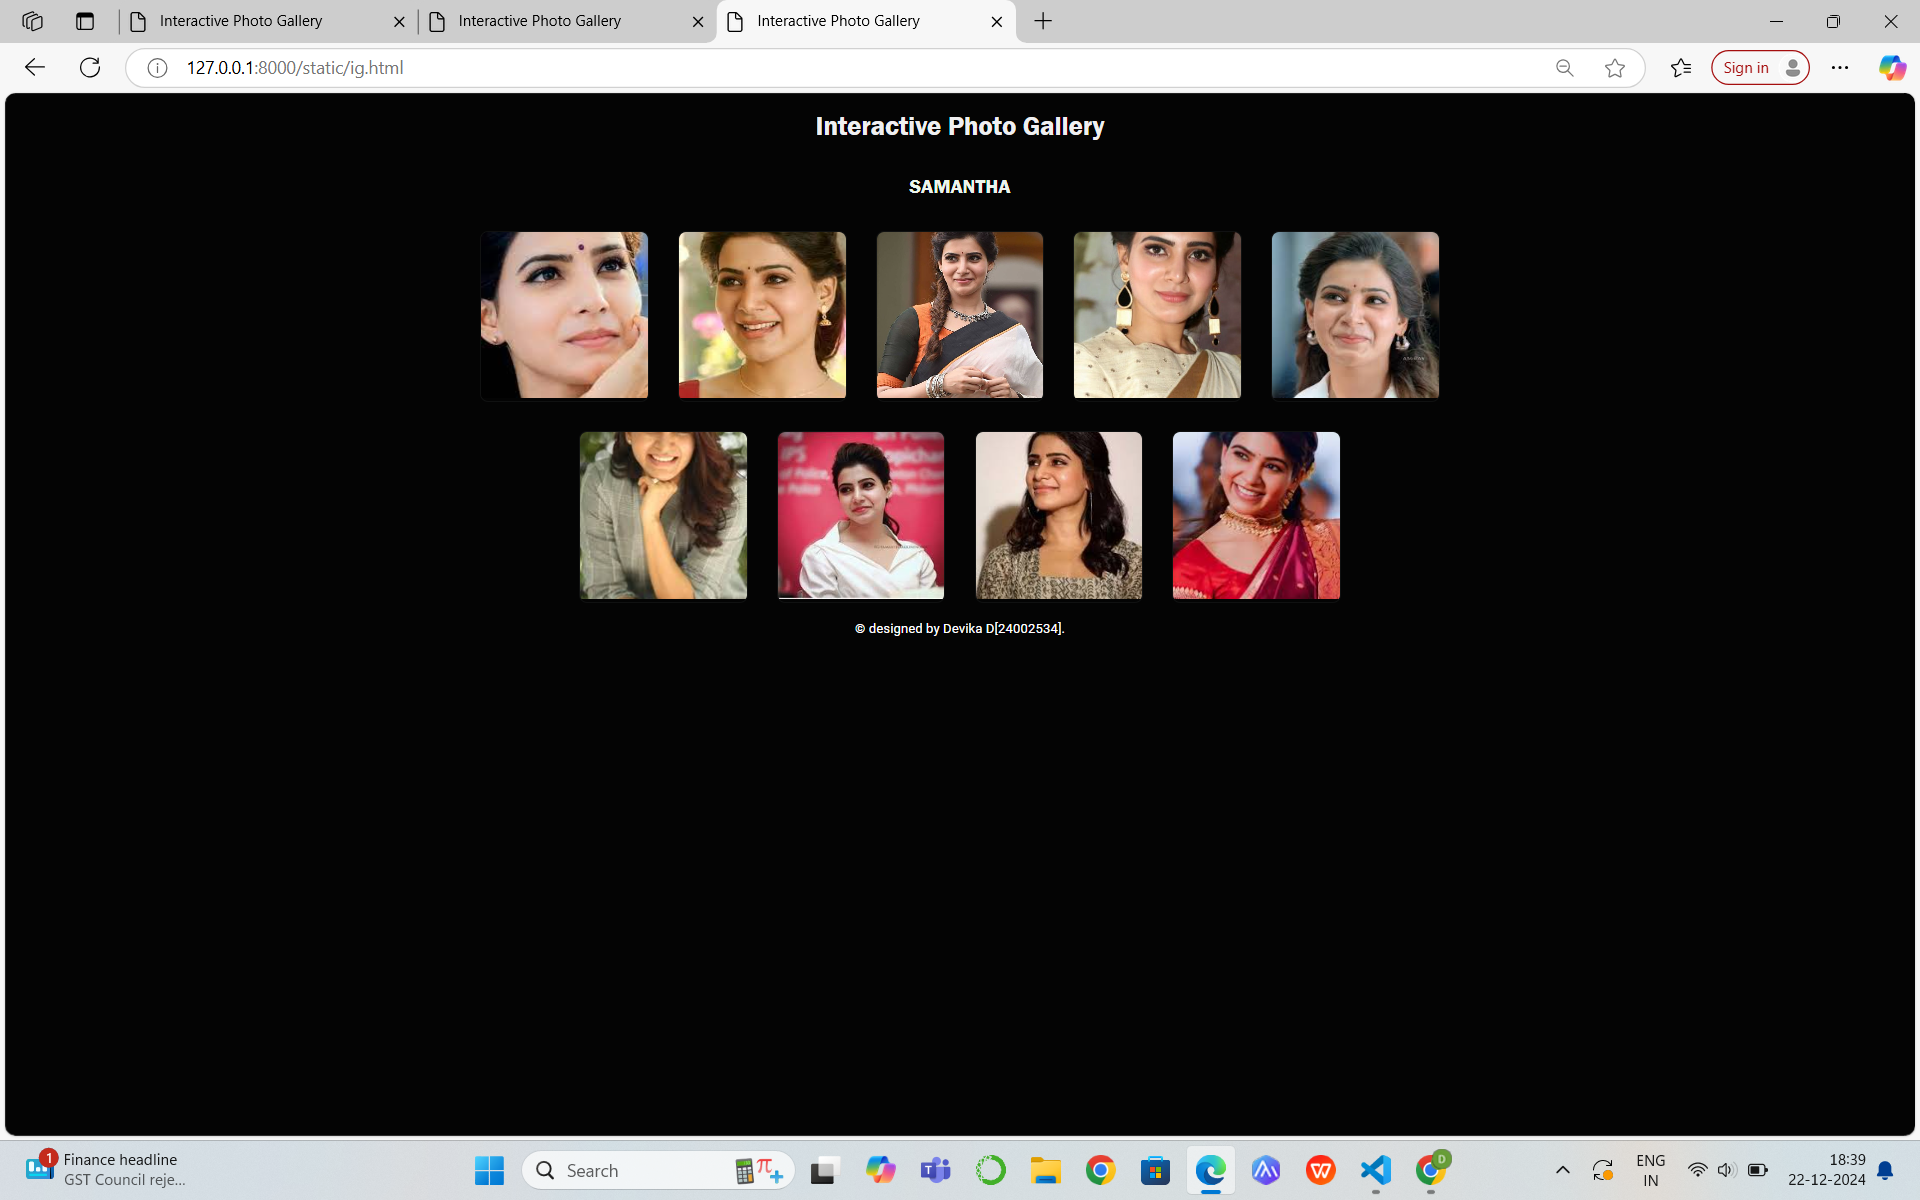 Interactive Photo Gallery
Interactive Photo Gallery
Interactive Photo Gallery
127.0.0.1:8000/static/ig.html
Sign in
Interactive Photo Gallery
SAMANTHA
© designed by Devika D[24002534].
1
Finance headline
GST Council reje...
Search
D
ENG
IN
18:39
22-12-2024